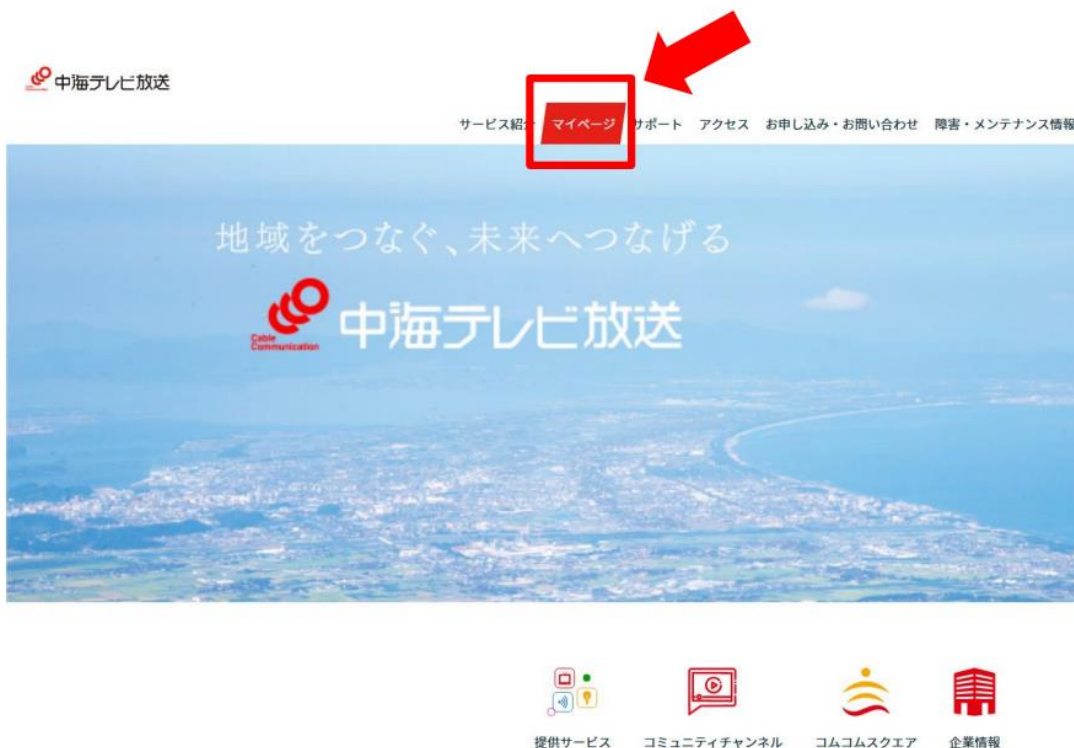 中海テレビ放送
サービス紹介 マイページ サポート アクセス お申し込み・お問い合わせ 障害・メンテナンス情報
地域をつなぐ、未来へつなげる
Cable
Communication
中海テレビ放送
提供サービス コミュニティチャンネル コムコムスクエア 企業情報